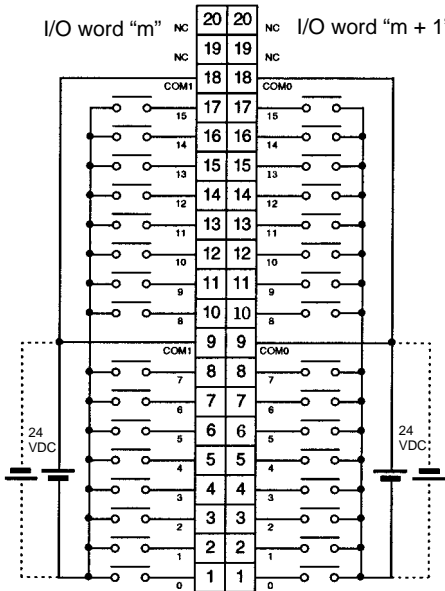 I/O word “m” NC 20 20 NC I/O word “m + 1”
NC 19 19 NC
18 18
COM1 COM0
15 17 17 15
14 16 16 14
13 15 15 13
12 14 14 12
11 13 13 11
10 12 12 10
9 11 11 9
8 10 10 8
9 9
COM1 COM0
7 8 8 7
6 7 7 6
5 6 6 5
24 VDC 4 5 5 4 24 VDC
3 4 4 3
2 3 3 2
1 2 2 1
0 1 1 0